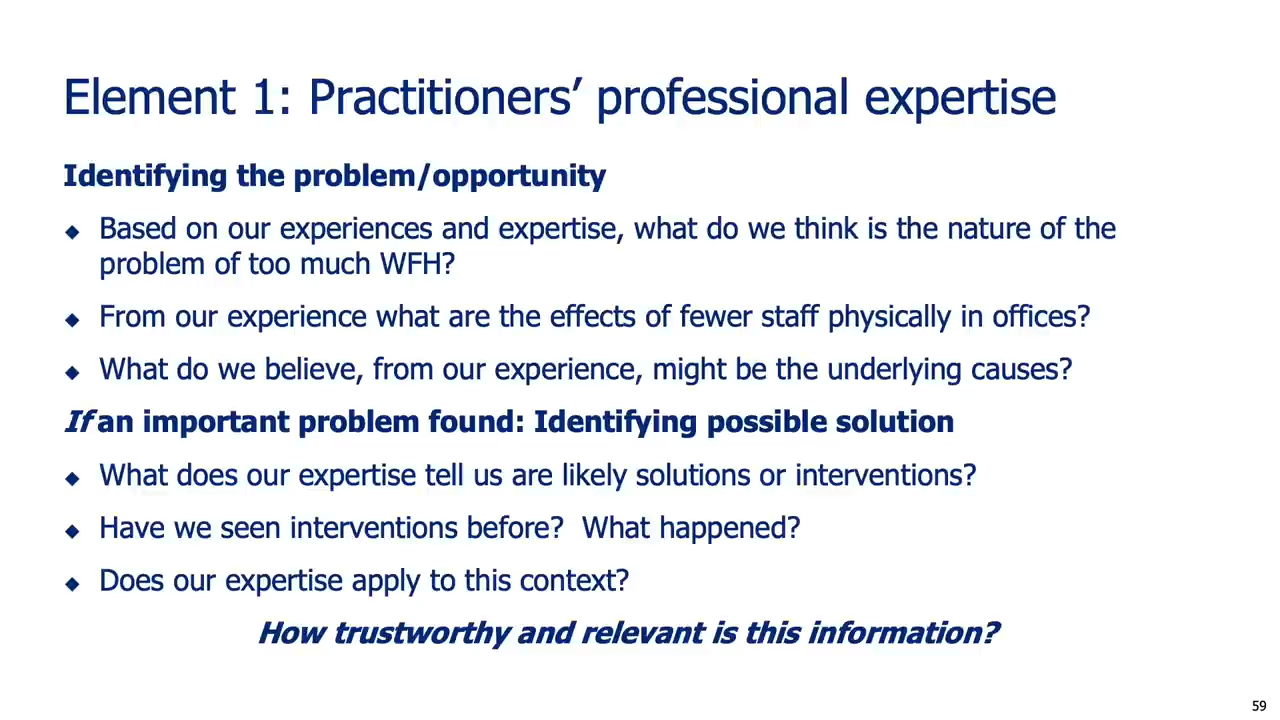 Element 1: Practitioners’ professional expertise
Identifying the problem/opportunity
◆ Based on our experiences and expertise, what do we think is the nature of the
problem of too much WFH?
◆ From our experience what are the effects of fewer staff physically in offices?
◆ What do we believe, from our experience, might be the underlying causes?
If an important problem found: Identifying possible solution
◆ What does our expertise tell us are likely solutions or interventions?
◆ Have we seen interventions before?  What happened?
◆ Does our expertise apply to this context?
How trustworthy and relevant is this information?
59